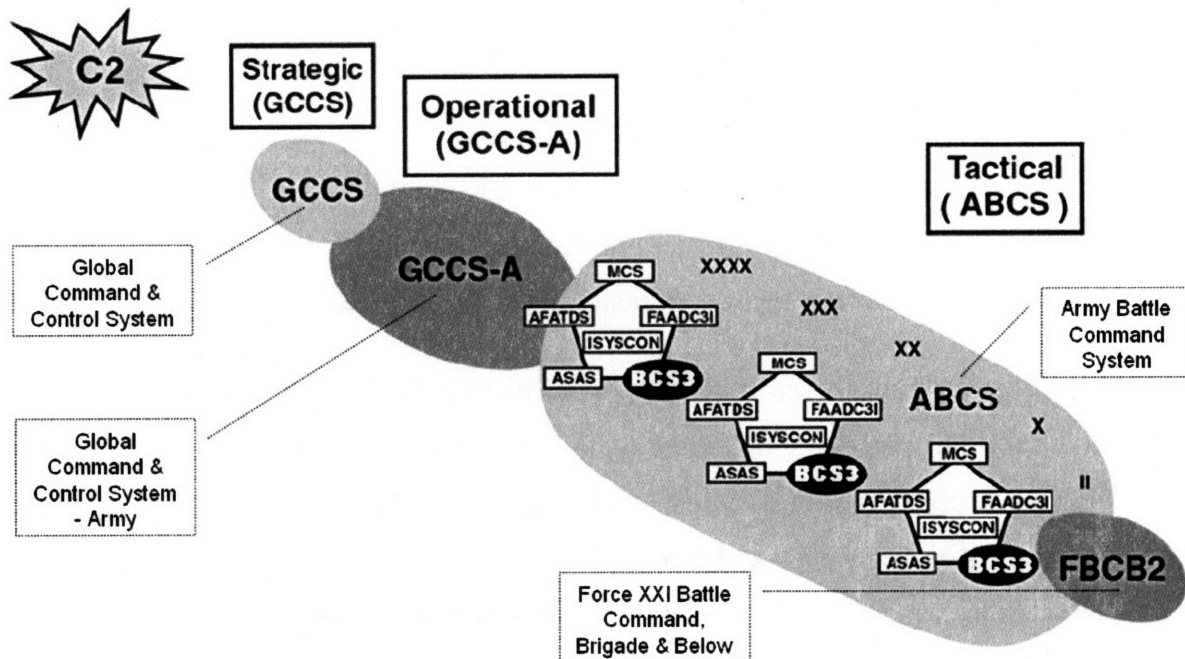 C2
Strategic
(GCCS)
Operational
(GCCS-A)
Tactical
( ABCS )
GCCS
Global
Command &
Control System
GCCS-A
Global
Command &
Control System
- Army
MCS
AFATDS
FAADC3I
ISYSCON
ASAS
BCS3
XXXX
XXX
XX
X
II
MCS
AFATDS
FAADC3I
ISYSCON
ASAS
BCS3
ABCS
Army Battle
Command
System
MCS
AFATDS
FAADC3I
ISYSCON
ASAS
BCS3
FBCB2
Force XXI Battle
Command,
Brigade & Below